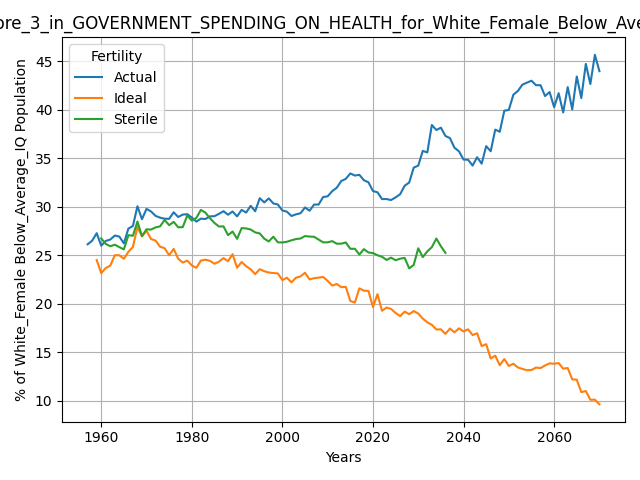 ore_3_in_GOVERNMENT_SPENDING_ON_HEALTH_for_White_Female_Below_Ave
% of White_Female Below_Average_IQ Population
Fertility
Actual
Ideal
Sterile
45
40
35
30
25
20
15
10
1960 1980 2000 2020 2040 2060
Years